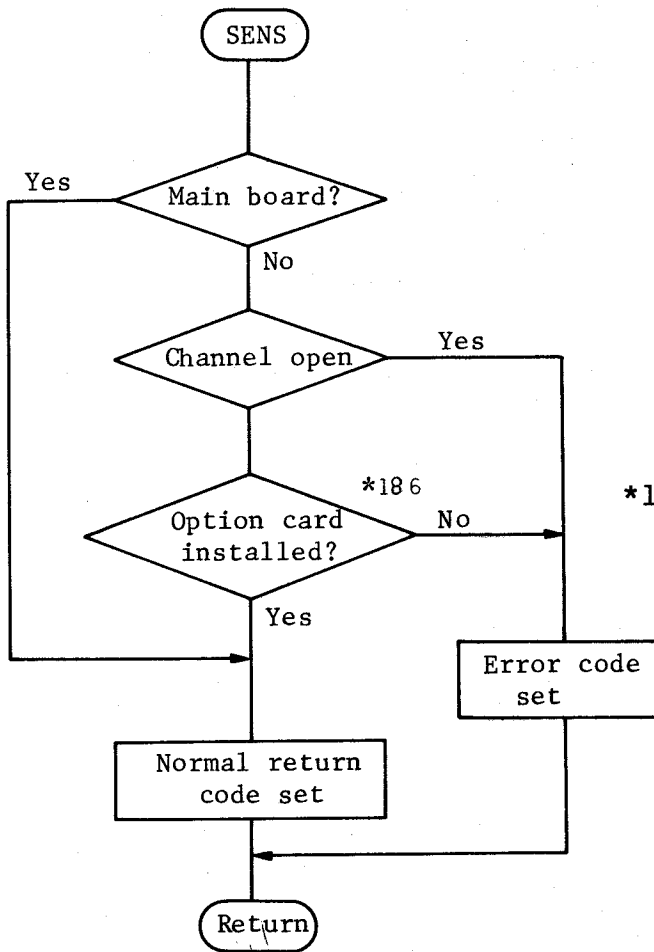 SENS
Yes
Main board?
No
Channel open
Yes
*186
*1
Option card
installed?
No
Yes
Error code
set
Normal return
code set
Return